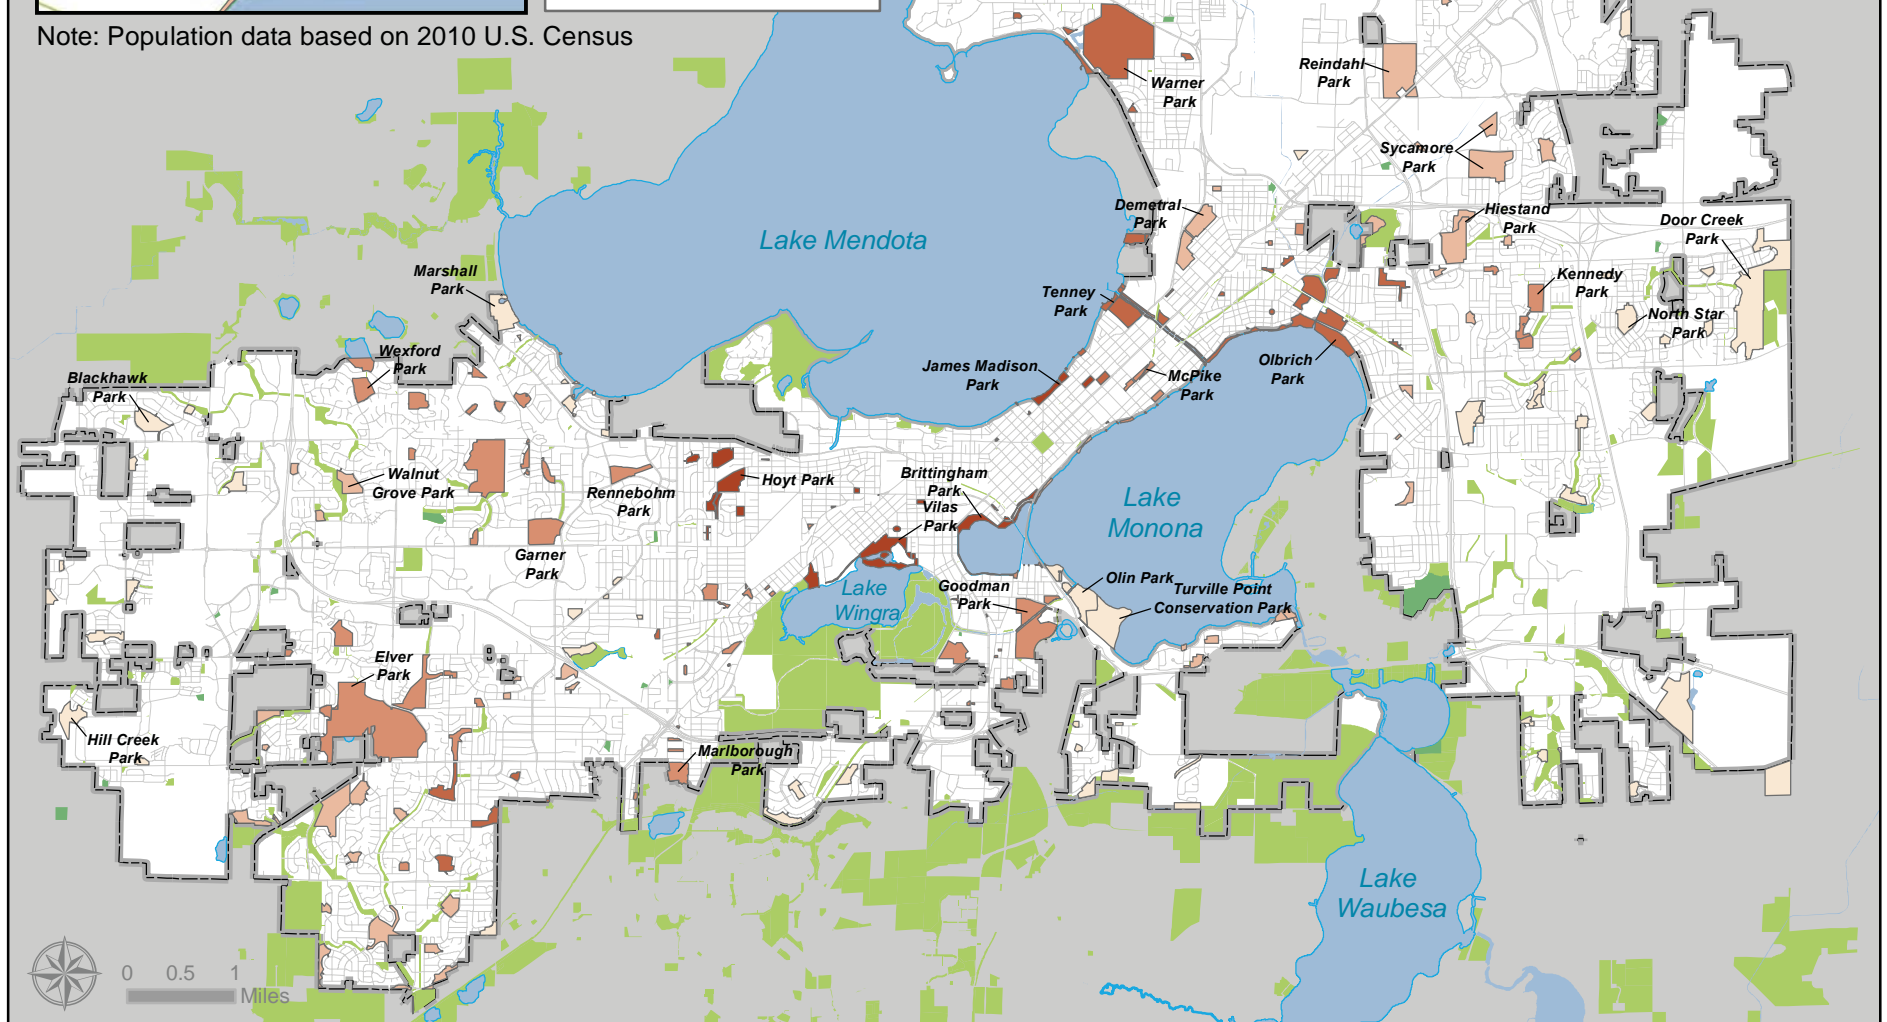 Note: Population data based on 2010 U.S. Census
Warner
Park
Reindahl
Park
Sycamore
Park
Demetral
Park
Hiestand
Park
Door Creek
Park
Lake Mendota
Marshall
Park
Kennedy
Park
Tenney
Park
North Star
Park
Wexford
Park
Olbrich
Park
James Madison
Park
McPike
Park
Blackhawk
Park
Walnut
Grove Park
Rennebohm
Park
Hoyt Park
Brittingham
Park
Vilas
Park
Lake
Monona
Garner
Park
Lake
Wingra
Goodman
Park
Olin Park
Turville Point
Conservation Park
Elver
Park
Hill Creek
Park
Marlborough
Park
Lake
Waubesa
0 0.5 1
Miles